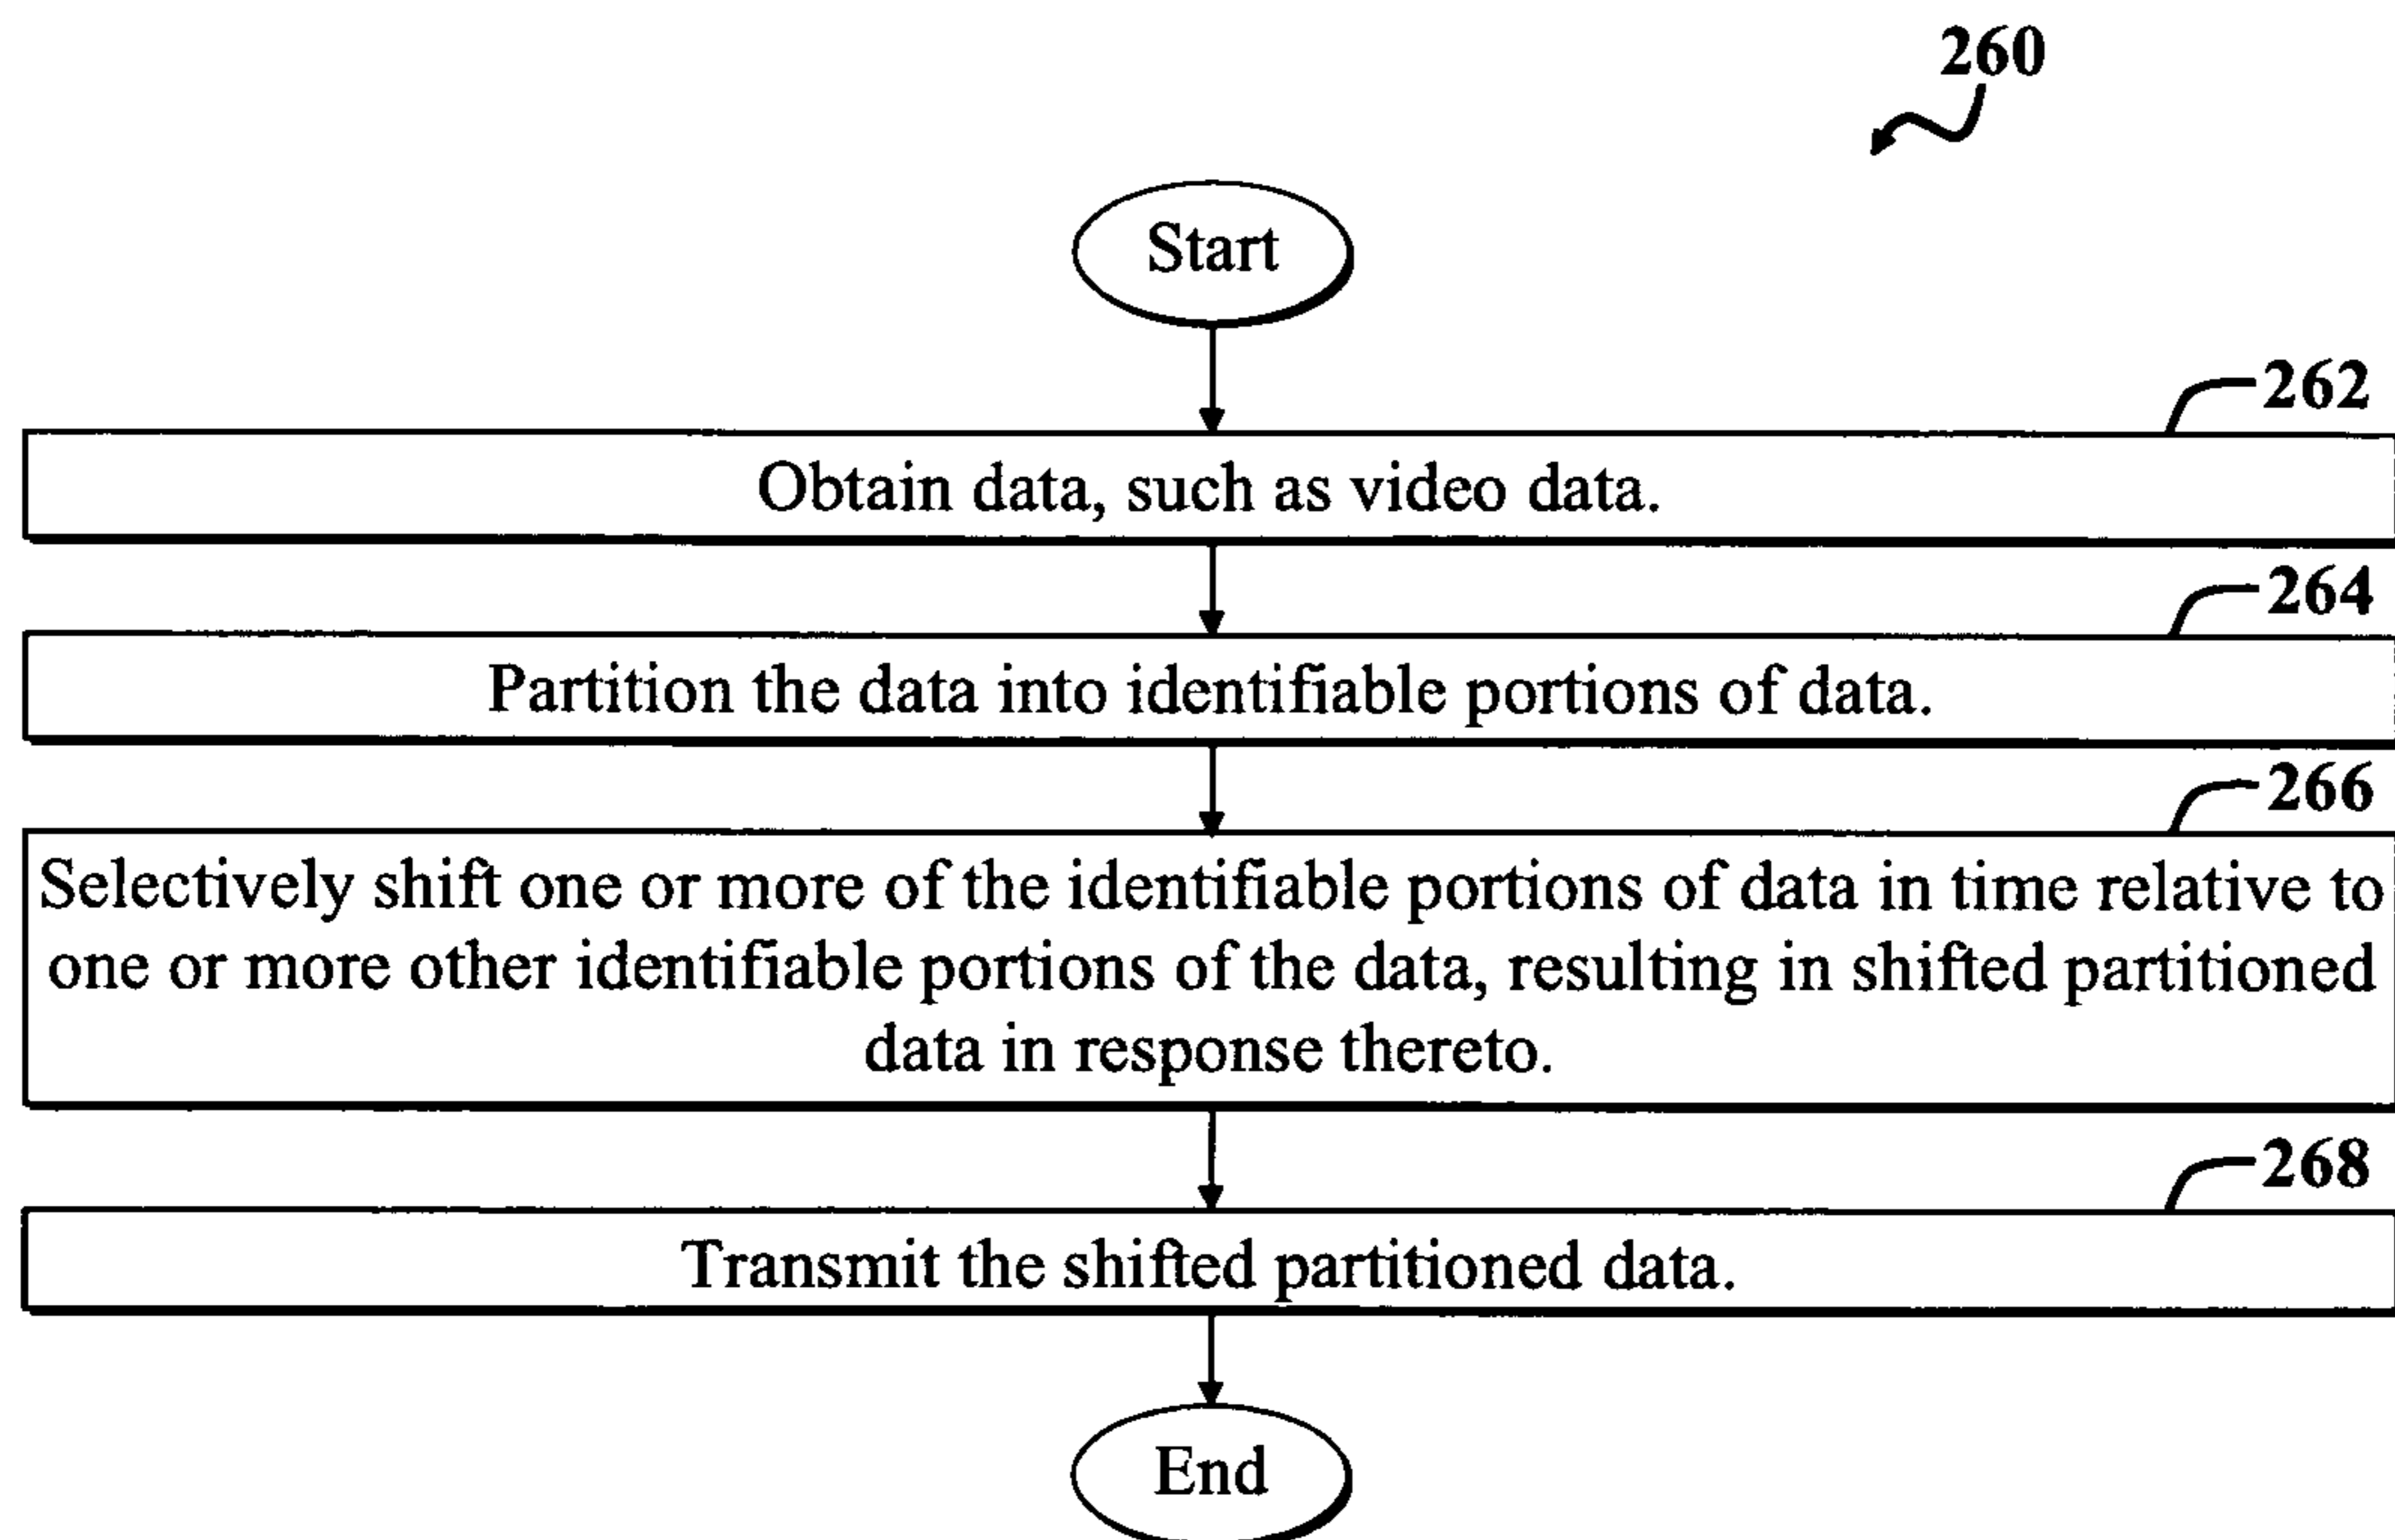 260
Start
262
Obtain data, such as video data.
264
Partition the data into identifiable portions of data.
266
Selectively shift one or more of the identifiable portions of data in time relative to
one or more other identifiable portions of the data, resulting in shifted partitioned
data in response thereto.
268
Transmit the shifted partitioned data.
End